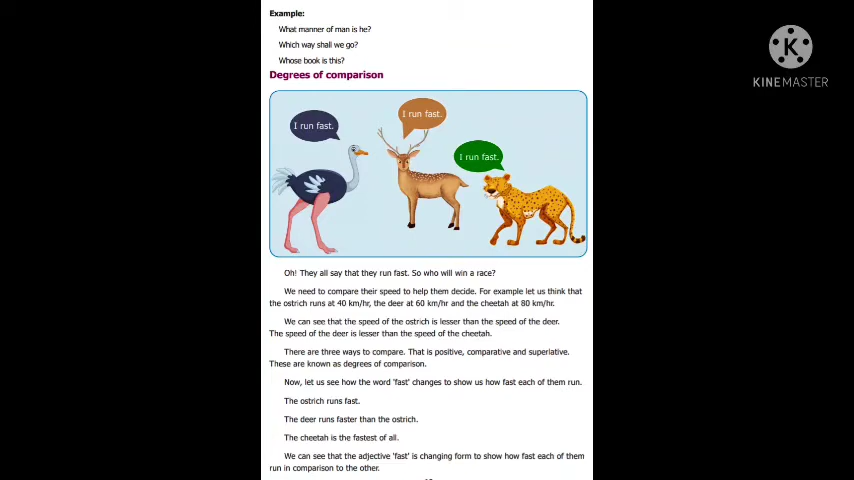 Example:
What manner of man is he?
Which way shall we go?
Whose book is this?
Degrees of comparison
I run fast.
I run fast.
I run fast.
Oh! They all say that they run fast. So who will win a race?
We need to compare their speed to help them decide. For example let us think that
the ostrich runs at 40 km/hr, the deer at 60 km/hr and the cheetah at 80 km/hr.
We can see that the speed of the ostrich is lesser than the speed of the deer.
The speed of the deer is lesser than the speed of the cheetah.
There are three ways to compare. That is positive, comparative and superlative.
These are known as degrees of comparison.
Now, let us see how the word 'fast' changes to show us how fast each of them run.
The ostrich runs fast.
The deer runs faster than the ostrich.
The cheetah is the fastest of all.
We can see that the adjective 'fast' is changing form to show how fast each of them
run in comparison to the other.
K
KINEMASTER